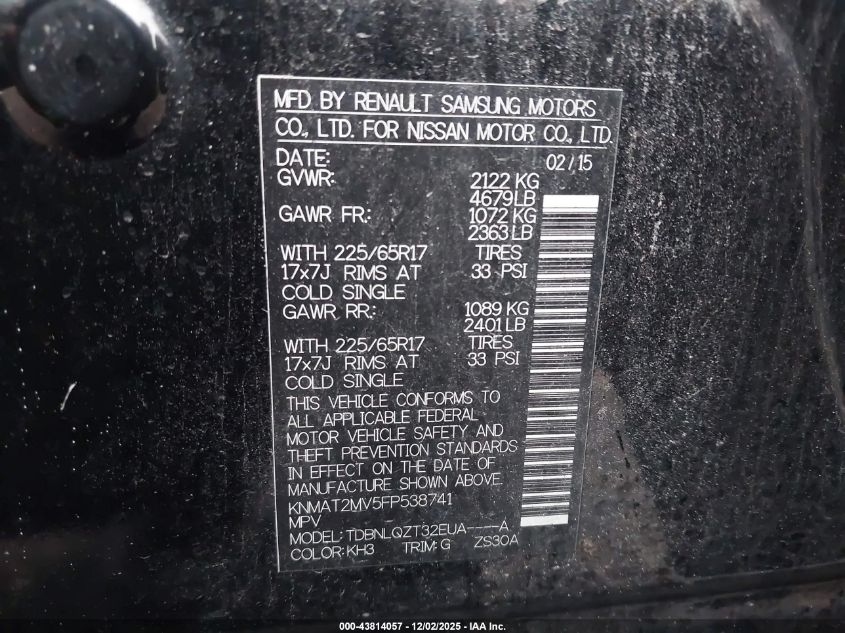 MFD BY RENAULT SAMSUNG MOTORS
CO., LTD. FOR NISSAN MOTOR CO., LTD.
DATE: 02/15
GVWR: 2122 KG
4679 LB
GAWR FR.: 1072 KG
2363 LB
WITH 225/65R17 TIRES
17x7J RIMS AT 33 PSI
COLD SINGLE
GAWR RR.: 1089 KG
2401 LB
WITH 225/65R17 TIRES
17x7J RIMS AT 33 PSI
COLD SINGLE
THIS VEHICLE CONFORMS TO
ALL APPLICABLE FEDERAL
MOTOR VEHICLE SAFETY AND
THEFT PREVENTION STANDARDS
IN EFFECT ON THE DATE OF
MANUFACTURE SHOWN ABOVE.
KNMAT2MV5FP538741
MPV
MODEL: TDBNLQZT32EUA----A
COLOR: KH3 TRIM: G ZS30A
000-43814057 - 12/02/2025 - IAA Inc.